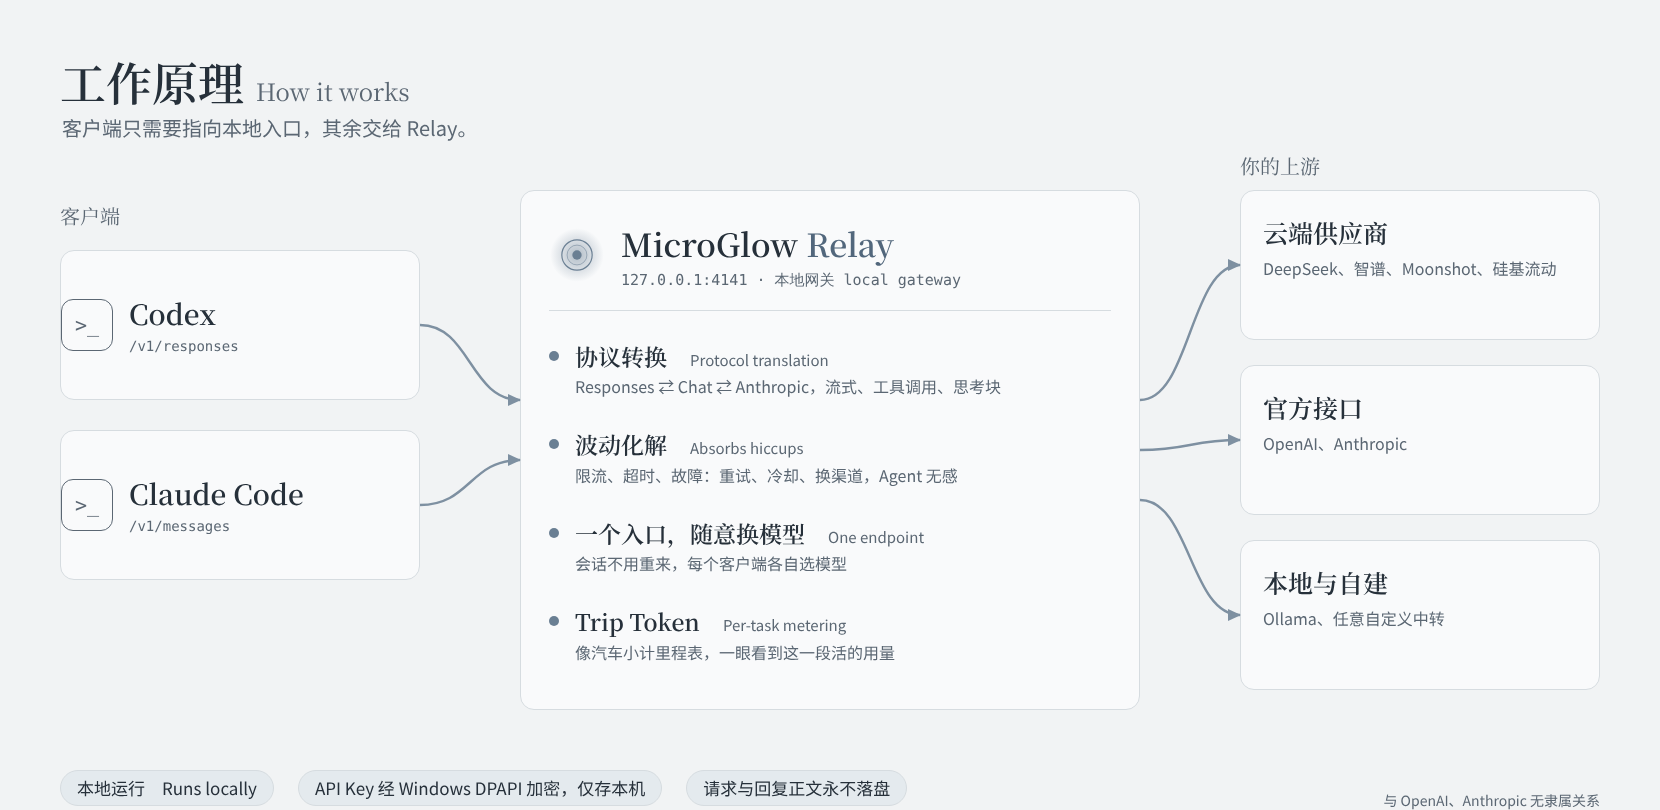 工作原理 How it works
客户端只需要指向本地入口，其余交给 Relay。
客户端
>_ Codex
/v1/responses
>_ Claude Code
/v1/messages
MicroGlow Relay
127.0.0.1:4141 · 本地网关 local gateway
协议转换 Protocol translation
Responses ⇄ Chat ⇄ Anthropic，流式、工具调用、思考块
波动化解 Absorbs hiccups
限流、超时、故障：重试、冷却、换渠道，Agent 无感
一个入口，随意换模型 One endpoint
会话不用重来，每个客户端各自选模型
Trip Token Per-task metering
像汽车小计里程表，一眼看到这一段活的用量
你的上游
云端供应商
DeepSeek、智谱、Moonshot、硅基流动
官方接口
OpenAI、Anthropic
本地与自建
Ollama、任意自定义中转
本地运行 Runs locally
API Key 经 Windows DPAPI 加密，仅存本机
请求与回复正文永不落盘
与 OpenAI、Anthropic 无隶属关系